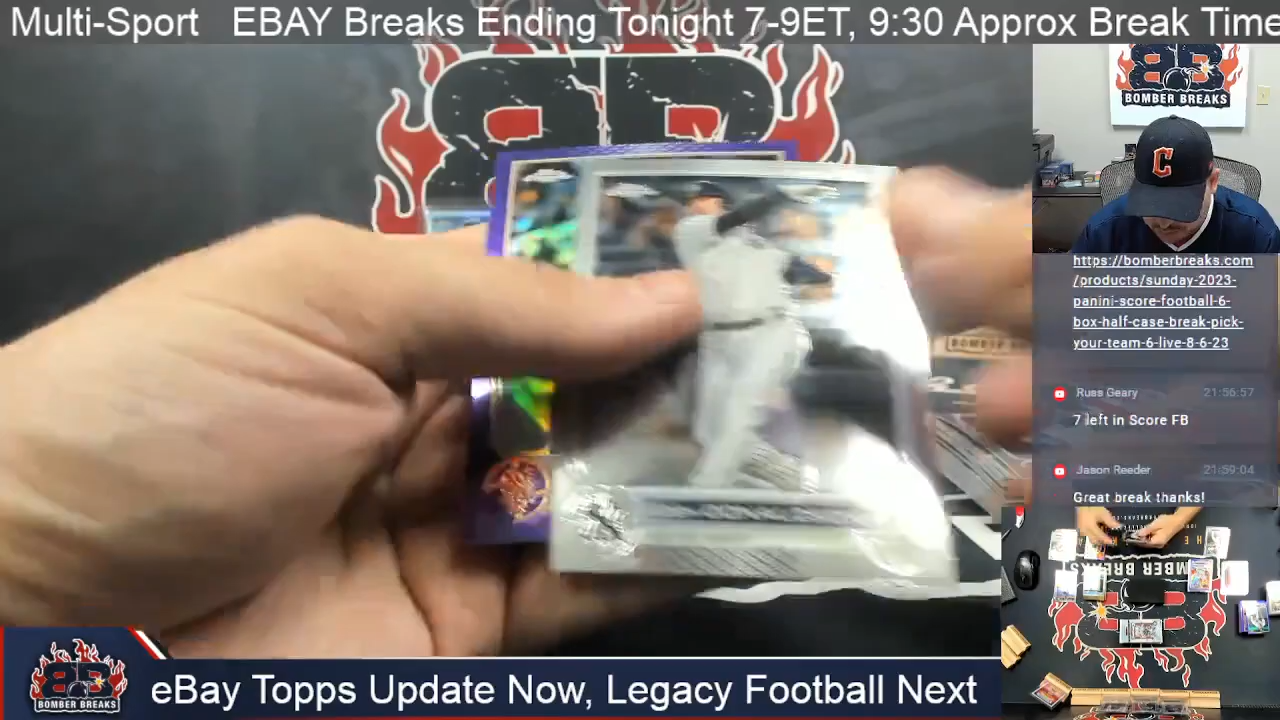 Multi-Sport EBAY Breaks Ending Tonight 7-9ET, 9:30 Approx Break Time
BOMBER BREAKS
C
https://bomberbreaks.com
/products/sunday-2023-
panini-score-football-6-
box-half-case-break-pick-
your-team-6-live-8-6-23
Russ Geary 21:56:57
7 left in Score FB
Jason Reeder 21:59:04
Great break thanks!
BOMBER BREAKS
eBay Topps Update Now, Legacy Football Next
BOMBER BREAKS